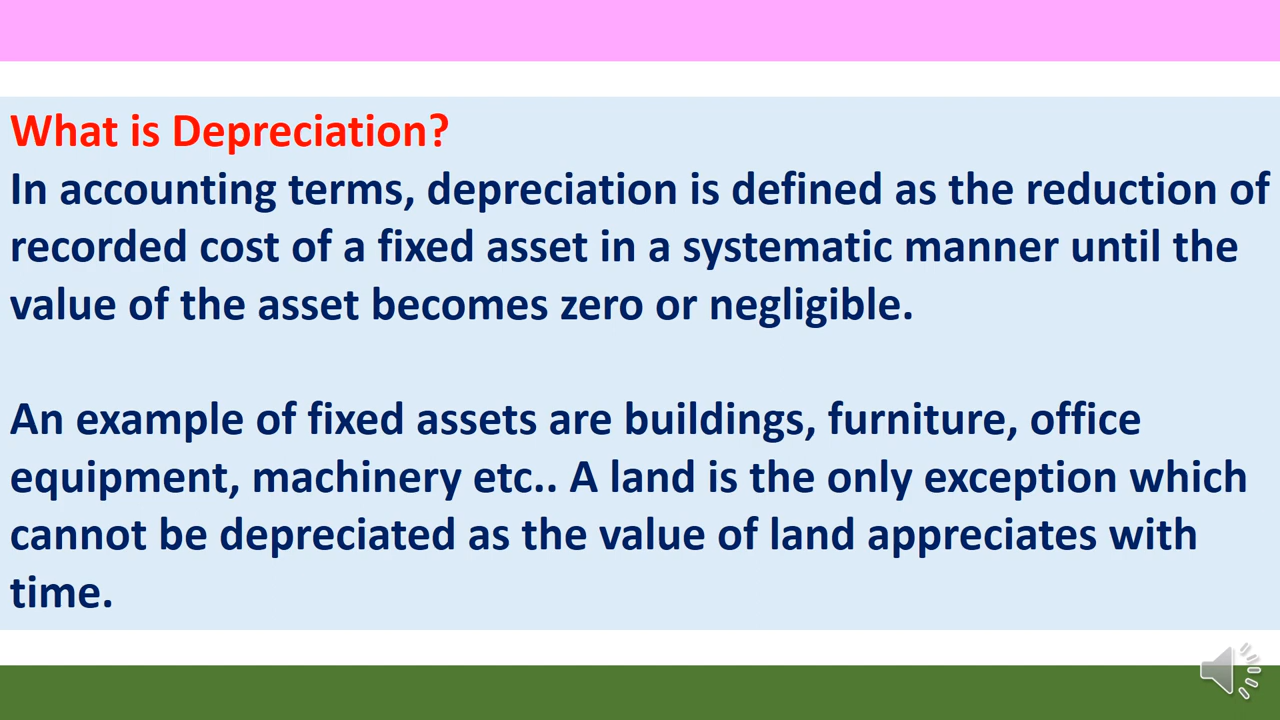 What is Depreciation?
In accounting terms, depreciation is defined as the reduction of
recorded cost of a fixed asset in a systematic manner until the
value of the asset becomes zero or negligible.
An example of fixed assets are buildings, furniture, office
equipment, machinery etc.. A land is the only exception which
cannot be depreciated as the value of land appreciates with
time.